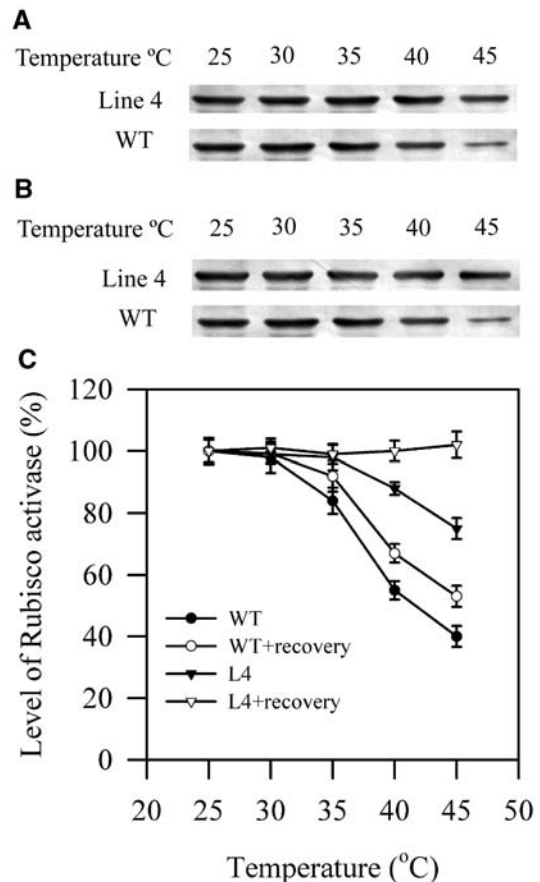 A
Temperature ºC 25 30 35 40 45
Line 4
WT
B
Temperature ºC 25 30 35 40 45
Line 4
WT
C
Level of Rubisco activase (%)
120
100
80
60
40
20
0
WT
WT+recovery
L4
L4+recovery
20 25 30 35 40 45 50
Temperature (°C)